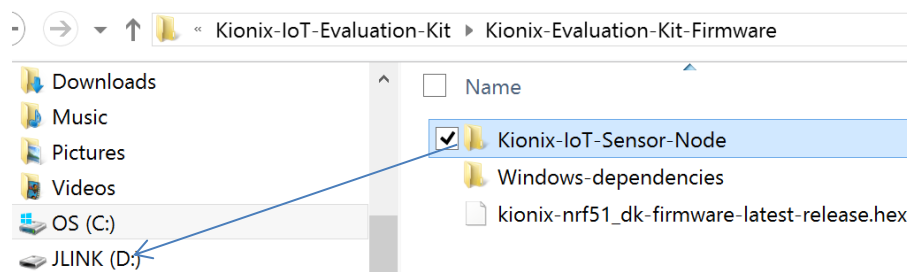 « Kionix-IoT-Evaluation-Kit Kionix-Evaluation-Kit-Firmware
Downloads
Music
Pictures
Videos
OS (C:)
JLINK (D:)
Name
Kionix-IoT-Sensor-Node
Windows-dependencies
kionix-nrf51_dk-firmware-latest-release.hex